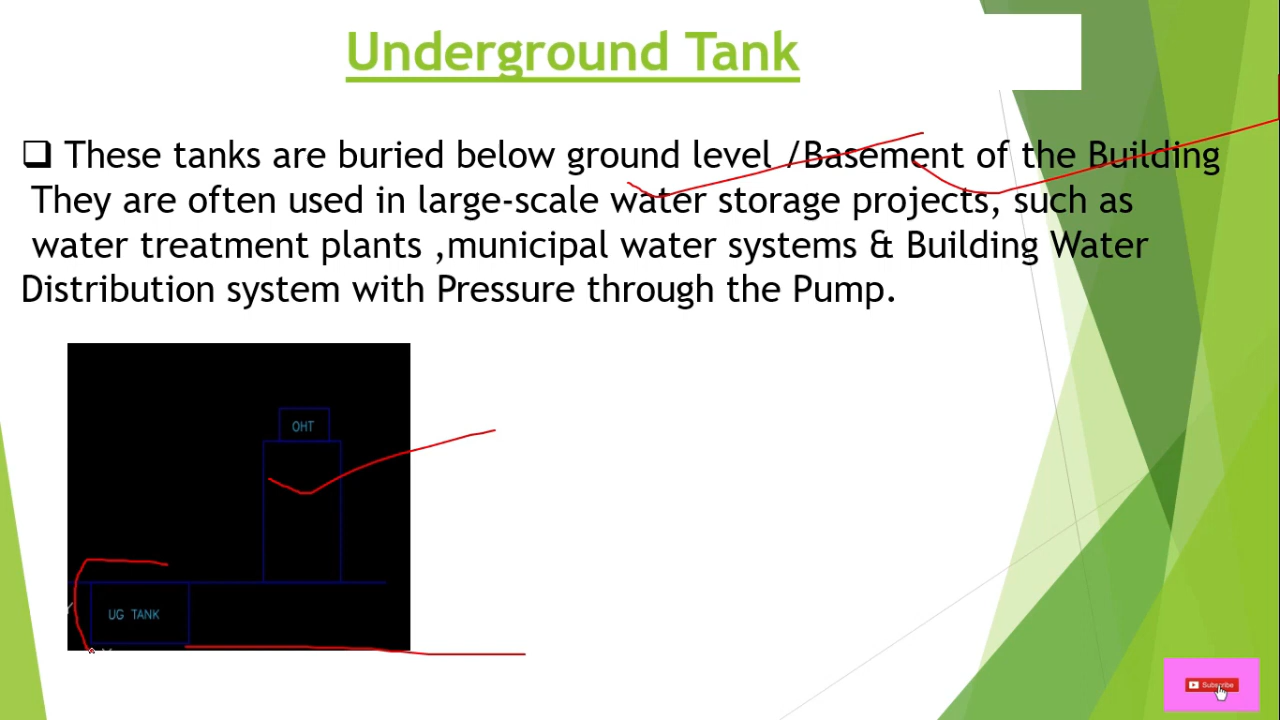 Underground Tank
❑ These tanks are buried below ground level /Basement of the Building
They are often used in large-scale water storage projects, such as
water treatment plants ,municipal water systems & Building Water
Distribution system with Pressure through the Pump.
OHT
UG TANK
Subscribe